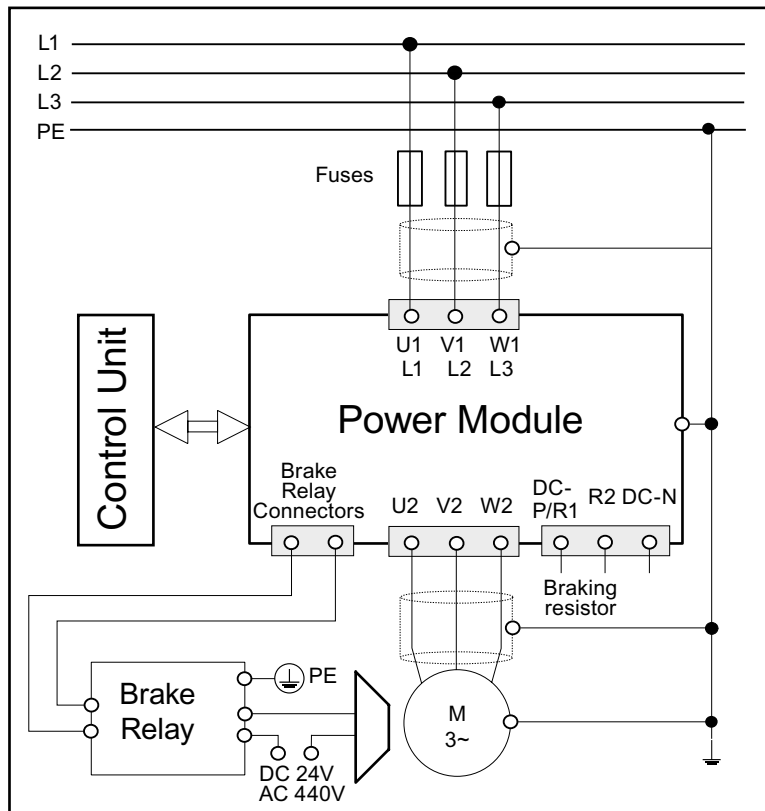 L1
L2
L3
PE
Fuses
U1 V1 W1
L1 L2 L3
Control Unit
Power Module
Brake
Relay
Connectors
U2 V2 W2
DC-
P/R1
R2 DC-N
Braking
resistor
Brake
Relay
PE
DC 24V
AC 440V
M
3~